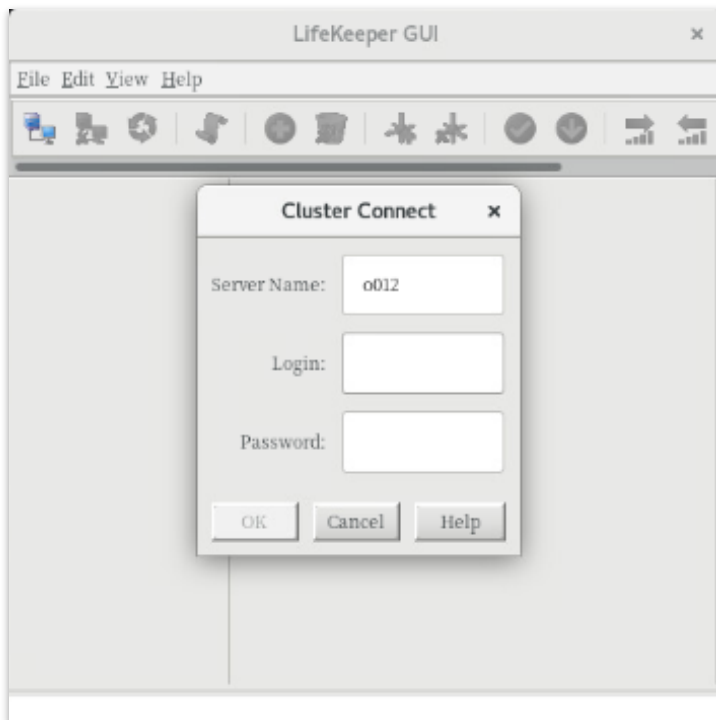 LifeKeeper GUI
File Edit View Help
Cluster Connect
Server Name: o012
Login:
Password:
OK Cancel Help